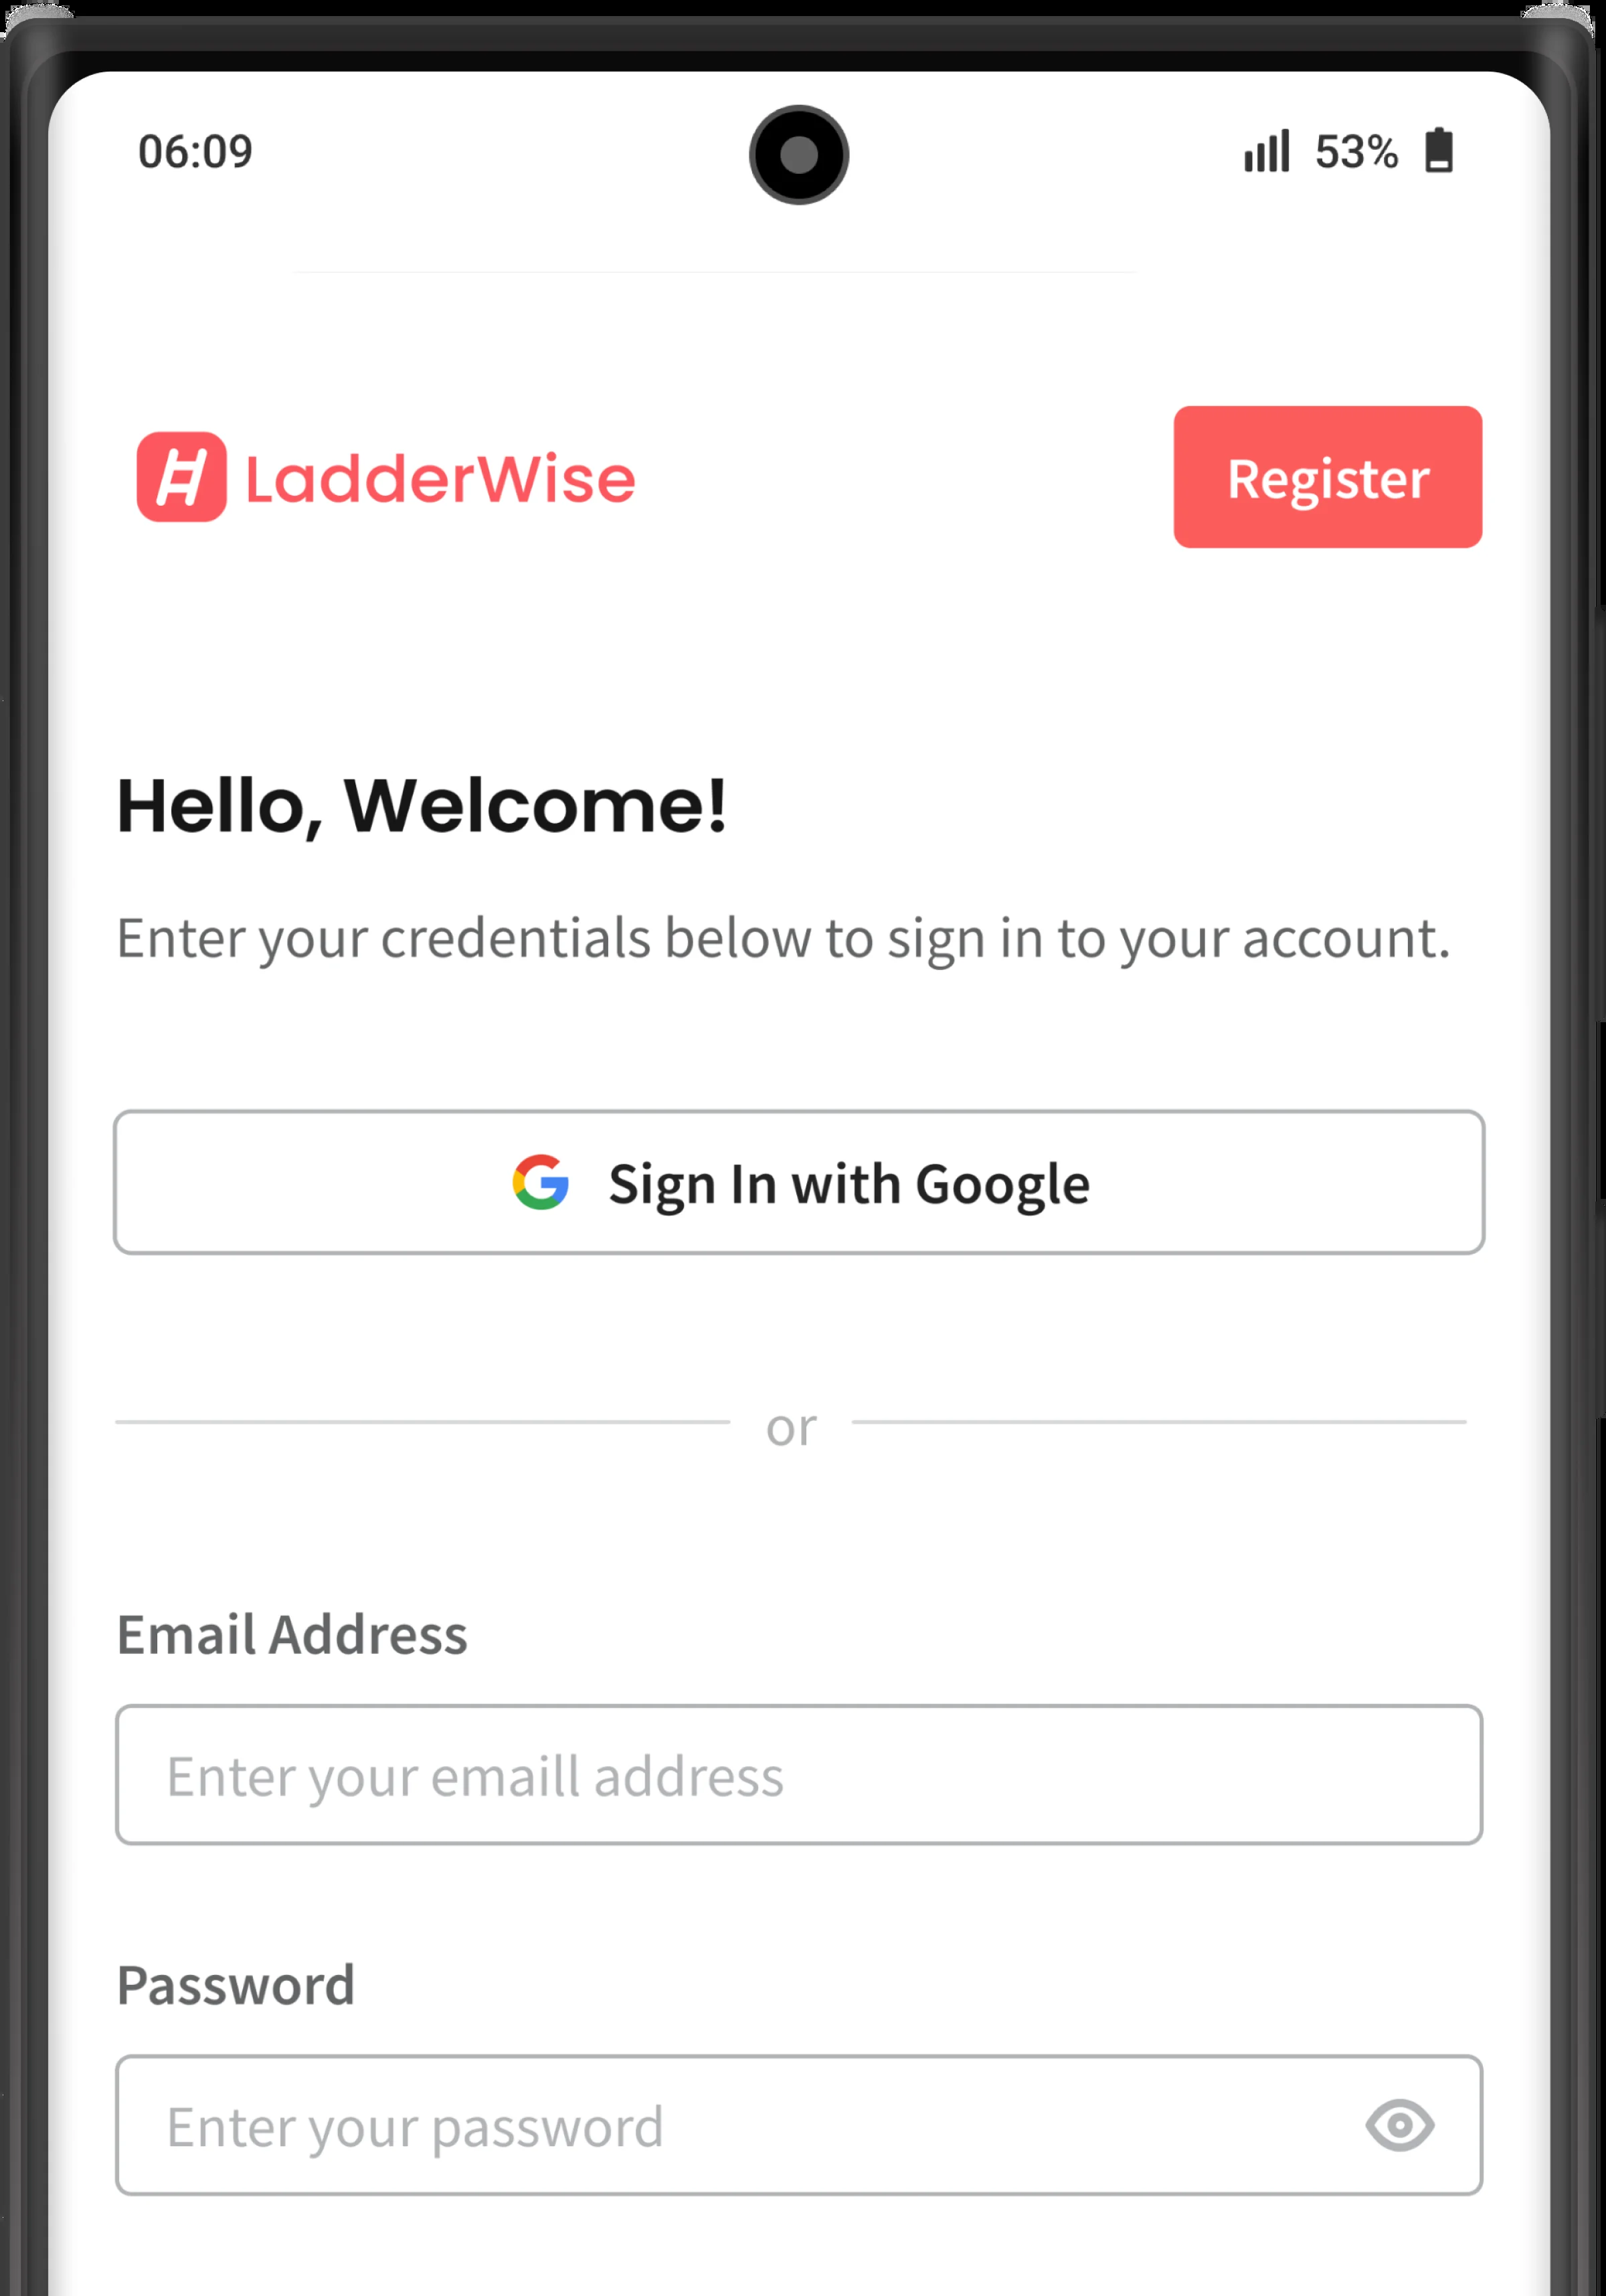 06:09
53%
LadderWise
Register
Hello, Welcome!
Enter your credentials below to sign in to your account.
Sign In with Google
or
Email Address
Enter your emaill address
Password
Enter your password